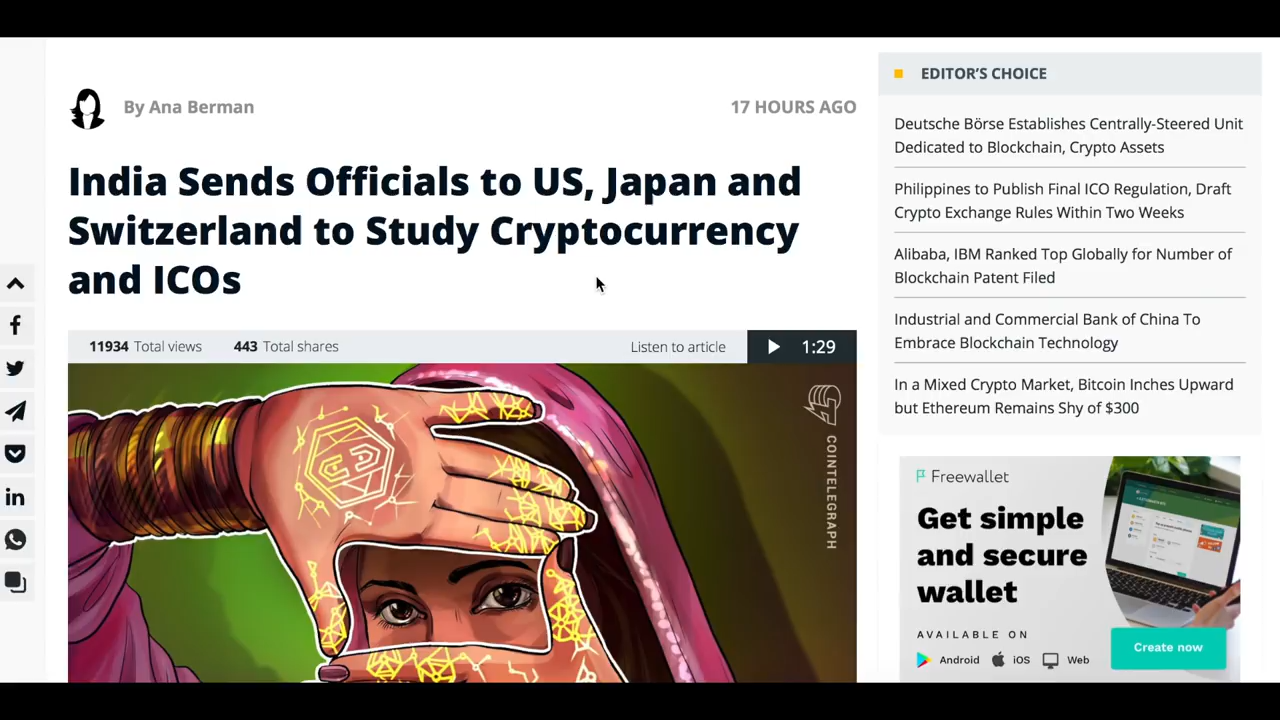 By Ana Berman
17 HOURS AGO
India Sends Officials to US, Japan and
Switzerland to Study Cryptocurrency
and ICOs
11934 Total views
443 Total shares
Listen to article
1:29
COINTELEGRAPH
EDITOR'S CHOICE
Deutsche Börse Establishes Centrally-Steered Unit
Dedicated to Blockchain, Crypto Assets
Philippines to Publish Final ICO Regulation, Draft
Crypto Exchange Rules Within Two Weeks
Alibaba, IBM Ranked Top Globally for Number of
Blockchain Patent Filed
Industrial and Commercial Bank of China To
Embrace Blockchain Technology
In a Mixed Crypto Market, Bitcoin Inches Upward
but Ethereum Remains Shy of $300
Freewallet
Get simple
and secure
wallet
AVAILABLE ON
Android
iOS
Web
Create now